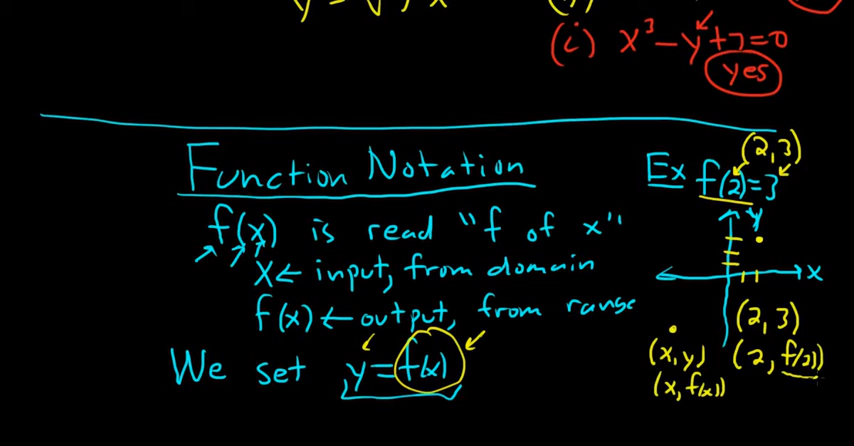 (i) x³ - y + 7 = 0
yes
Function Notation
f(x) is read "f of x"
x ← input, from domain
f(x) ← output, from range
We set y = f(x)
(2, 3)
Ex f(2) = 3
y
x
(2, 3)
(x, y) (2, f(2))
(x, f(x))